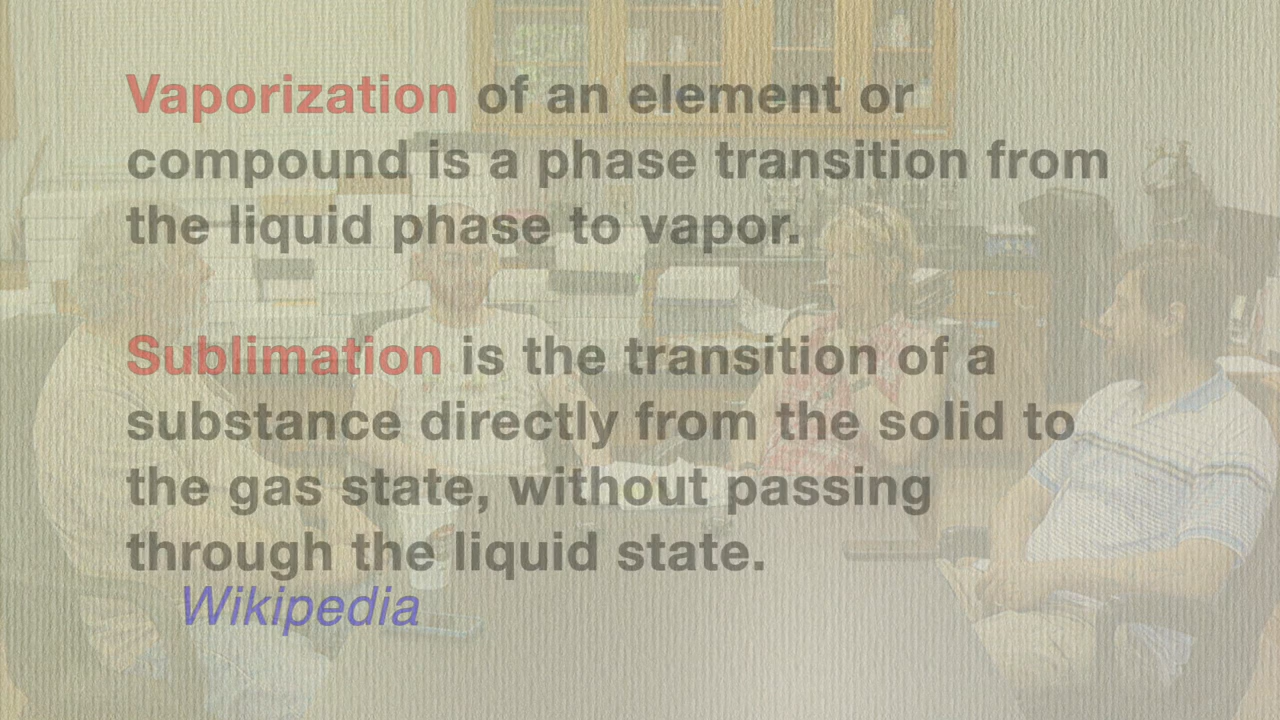 Vaporization of an element or
compound is a phase transition from
the liquid phase to vapor.
Sublimation is the transition of a
substance directly from the solid to
the gas state, without passing
through the liquid state.
Wikipedia